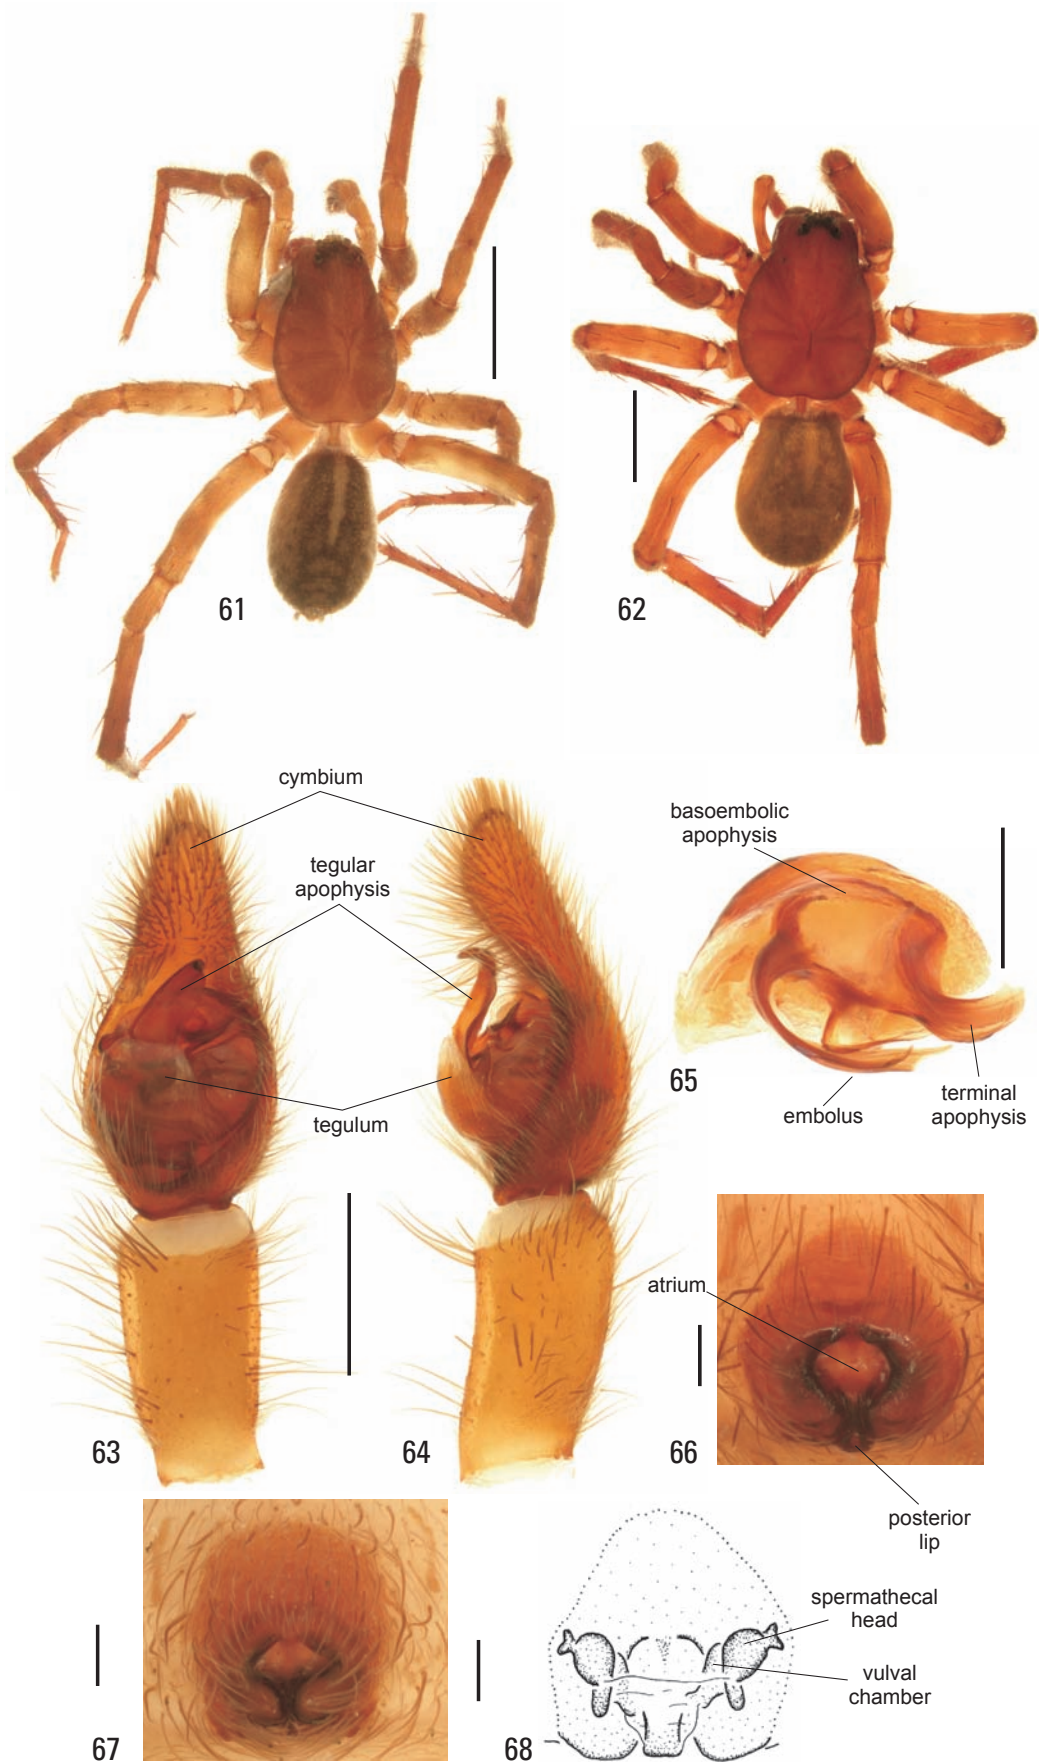 61
62
cymbium
tegular
apophysis
tegulum
basoembolic
apophysis
65
embolus
terminal
apophysis
63
64
atrium
66
posterior
lip
67
68
spermathecal
head
vulval
chamber